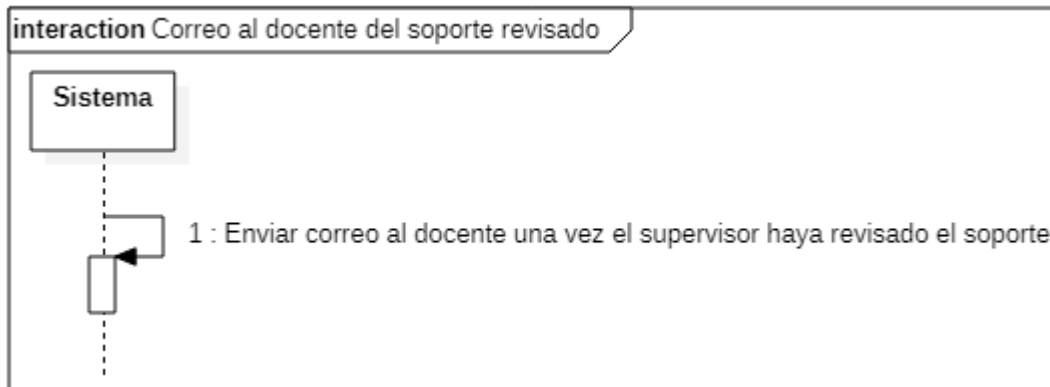 interaction Correo al docente del soporte revisado
Sistema
1 : Enviar correo al docente una vez el supervisor haya revisado el soporte